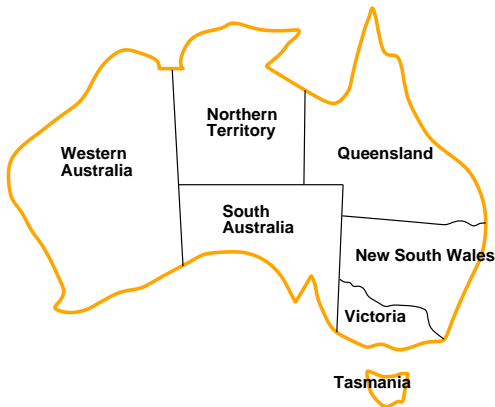 Northern
Territory
Western
Australia
Queensland
South
Australia
New South Wales
Victoria
Tasmania